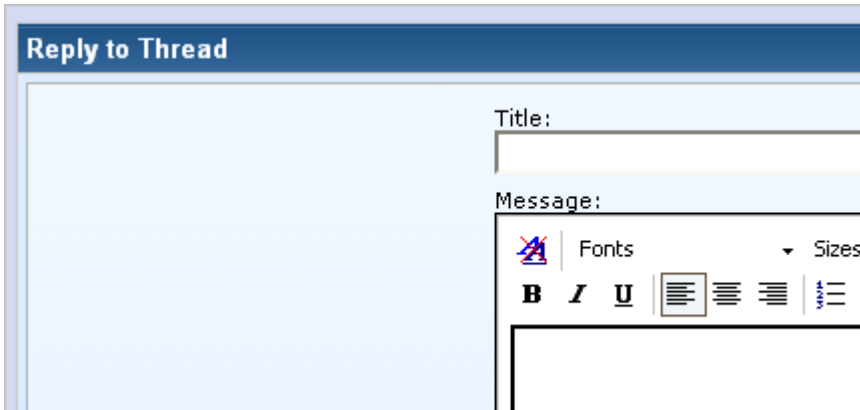 Reply to Thread
Title:
Message:
Fonts Sizes
B I U